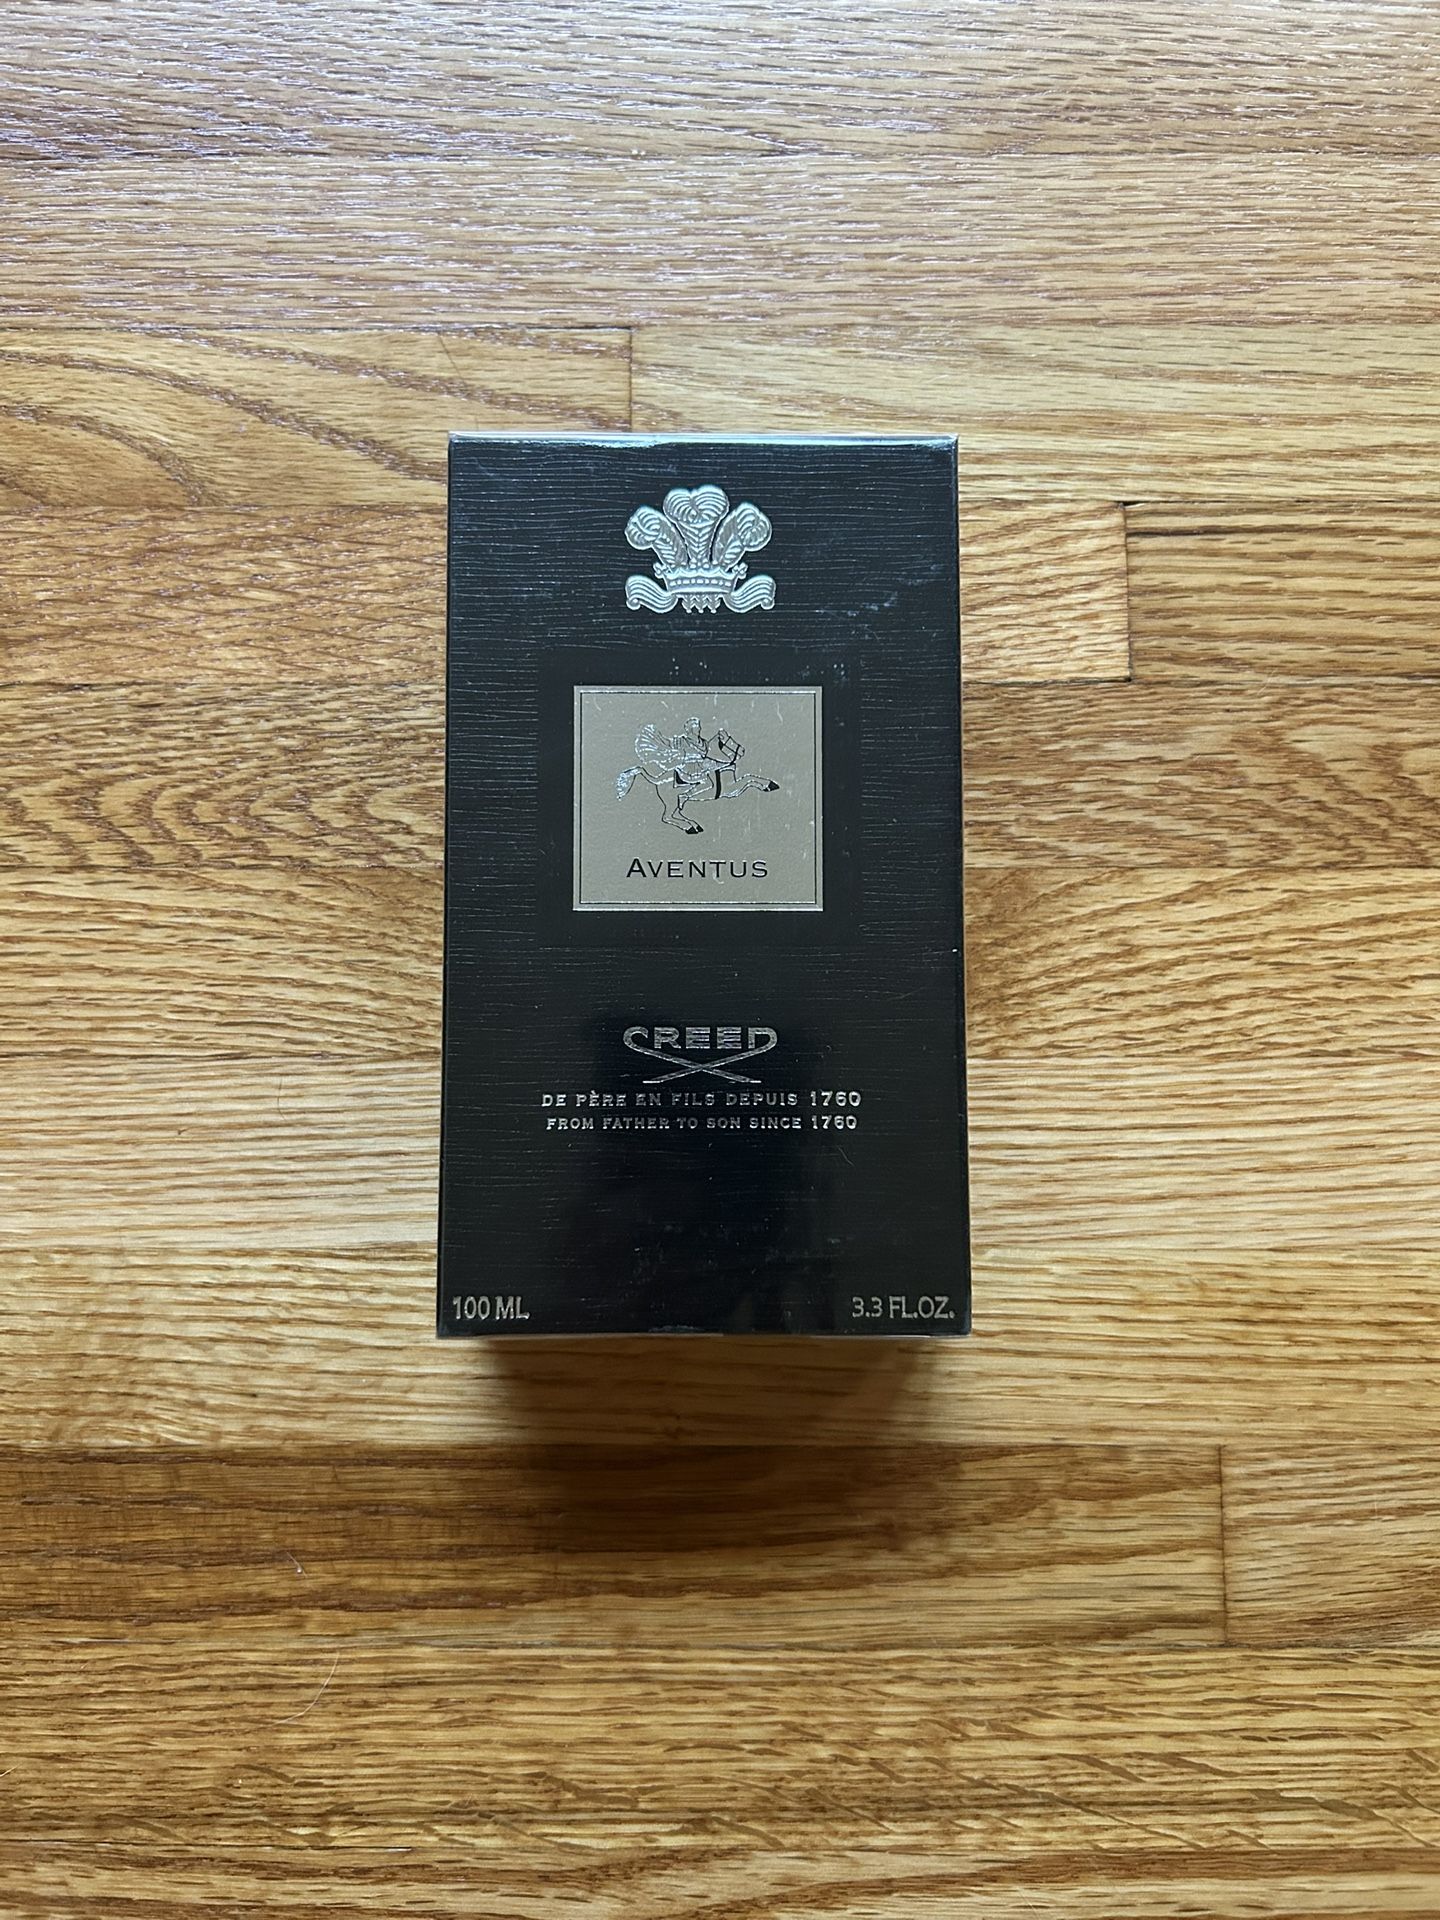 AVENTUS
CREED
DE PÈRE EN FILS DEPUIS 1760
FROM FATHER TO SON SINCE 1760
100 ML
3.3 FL.OZ.